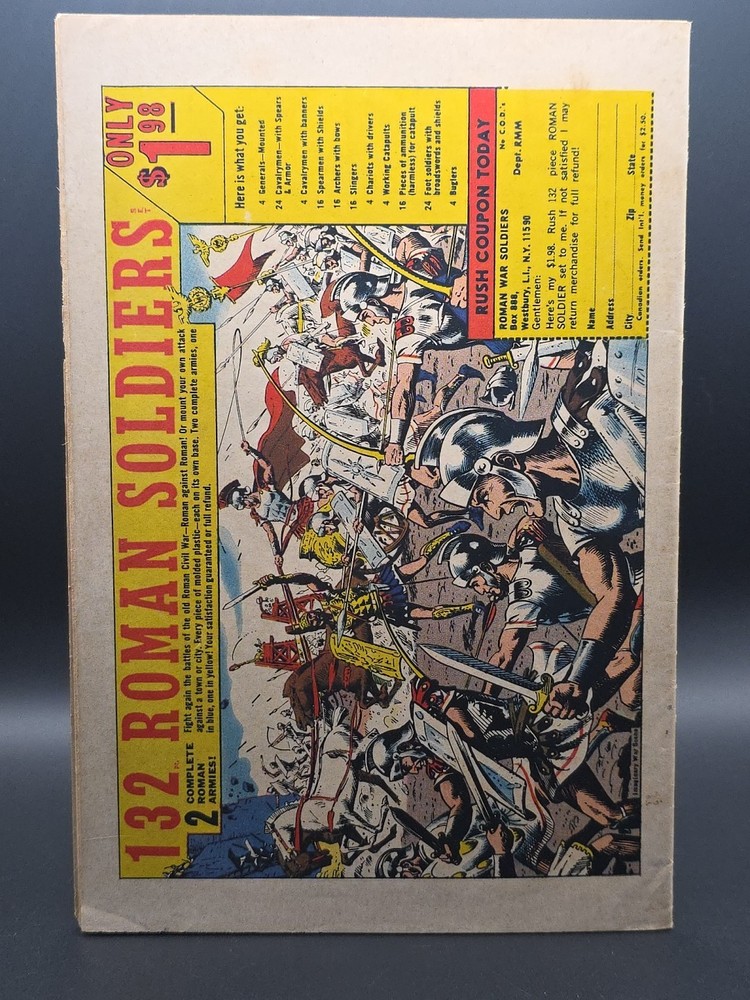 132 ROMAN SOLDIERS
SET
ONLY
$1.98
2 COMPLETE
ROMAN
ARMIES!
Fight again the battles of the old Roman Civil War—Roman against Roman! Or mount your own attack
against a town or city. Every piece of molded plastic—each on its own base. Two complete armies, one
in blue, one in yellow! Your satisfaction guaranteed or full refund.
Here is what you get:
4 Generals—Mounted
24 Cavalrymen—with Spears
& Armor
4 Cavalrymen with banners
16 Spearmen with Shields
16 Archers with bows
16 Slingers
4 Chariots with drivers
4 Working Catapults
16 Pieces of ammunition
(harmless) for catapult
24 Foot soldiers with
broadswords and shields
4 Buglers
RUSH COUPON TODAY
ROMAN WAR SOLDIERS No C.O.D.'s
Box 888, Dept. RMM
Westbury, L.I., N.Y. 11590
Gentlemen:
Here's my $1.98. Rush 132 piece ROMAN
SOLDIER set to me. If not satisfied I may
return merchandise for full refund!
Name
Address
City Zip State
Canadian orders. Send Int'l. money orders for $2.50.
Imaginary War Scene